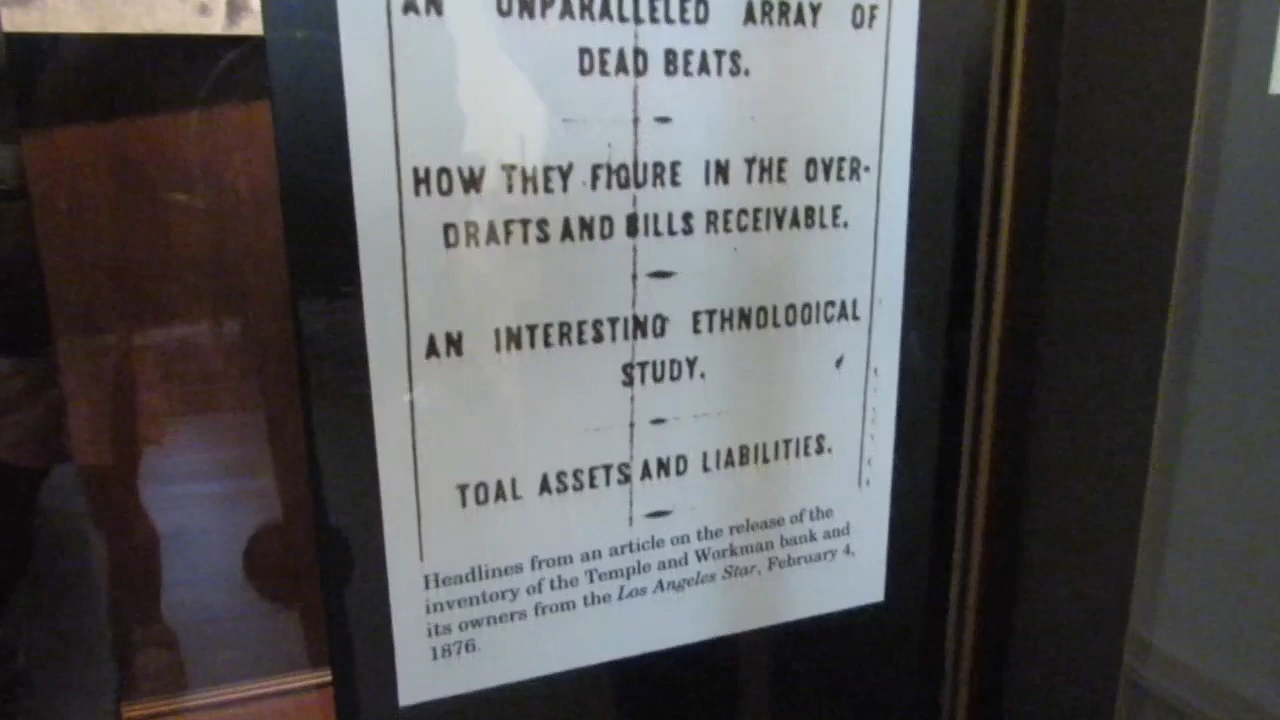 AN UNPARALLELED ARRAY OF
DEAD BEATS.
HOW THEY FIGURE IN THE OVER-
DRAFTS AND BILLS RECEIVABLE.
AN INTERESTING ETHNOLOGICAL
STUDY.
TOAL ASSETS AND LIABILITIES.
Headlines from an article on the release of the
inventory of the Temple and Workman bank and
its owners from the Los Angeles Star, February 4,
1876.